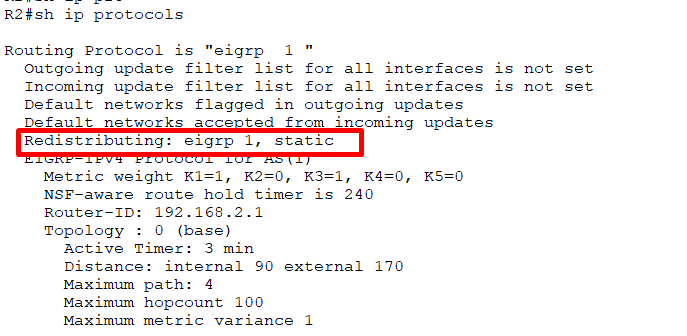 R2#sh ip protocols
Routing Protocol is "eigrp  1 "
Outgoing update filter list for all interfaces is not set
Incoming update filter list for all interfaces is not set
Default networks flagged in outgoing updates
Default networks accepted from incoming updates
Redistributing: eigrp 1, static
EIGRP-IPv4 Protocol for AS(1)
Metric weight K1=1, K2=0, K3=1, K4=0, K5=0
NSF-aware route hold timer is 240
Router-ID: 192.168.2.1
Topology : 0 (base)
Active Timer: 3 min
Distance: internal 90 external 170
Maximum path: 4
Maximum hopcount 100
Maximum metric variance 1